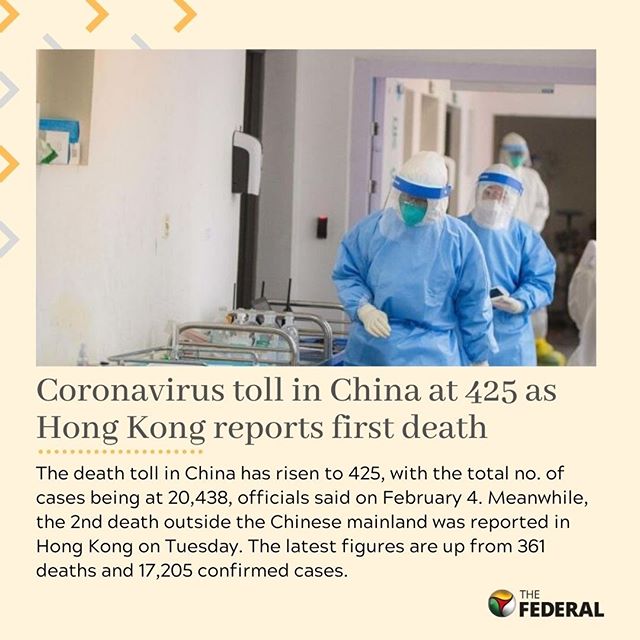 Coronavirus toll in China at 425 as
Hong Kong reports first death
The death toll in China has risen to 425, with the total no. of
cases being at 20,438, officials said on February 4. Meanwhile,
the 2nd death outside the Chinese mainland was reported in
Hong Kong on Tuesday. The latest figures are up from 361
deaths and 17,205 confirmed cases.
THE
FEDERAL